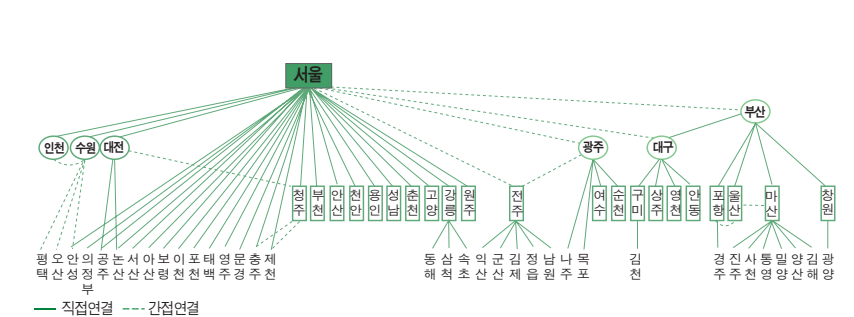 서울
부산
인천 수원 대전 광주 대구
청주 부천 안산 천안 용인 성남 춘천 고양 강릉 원주 전주 여수 순천 구미 상주 영천 안동 포항 울산 마산 창원
평택 오산 안성 의정부 공주 논산 서산 아산 보령 이천 포천 태백 영주 문경 충주 제천 동해 삼척 속초 익산 군산 김제 정읍 남원 나주 목포 김천 경주 진주 사천 통영 밀양 양산 김해 광양
직접연결 간접연결